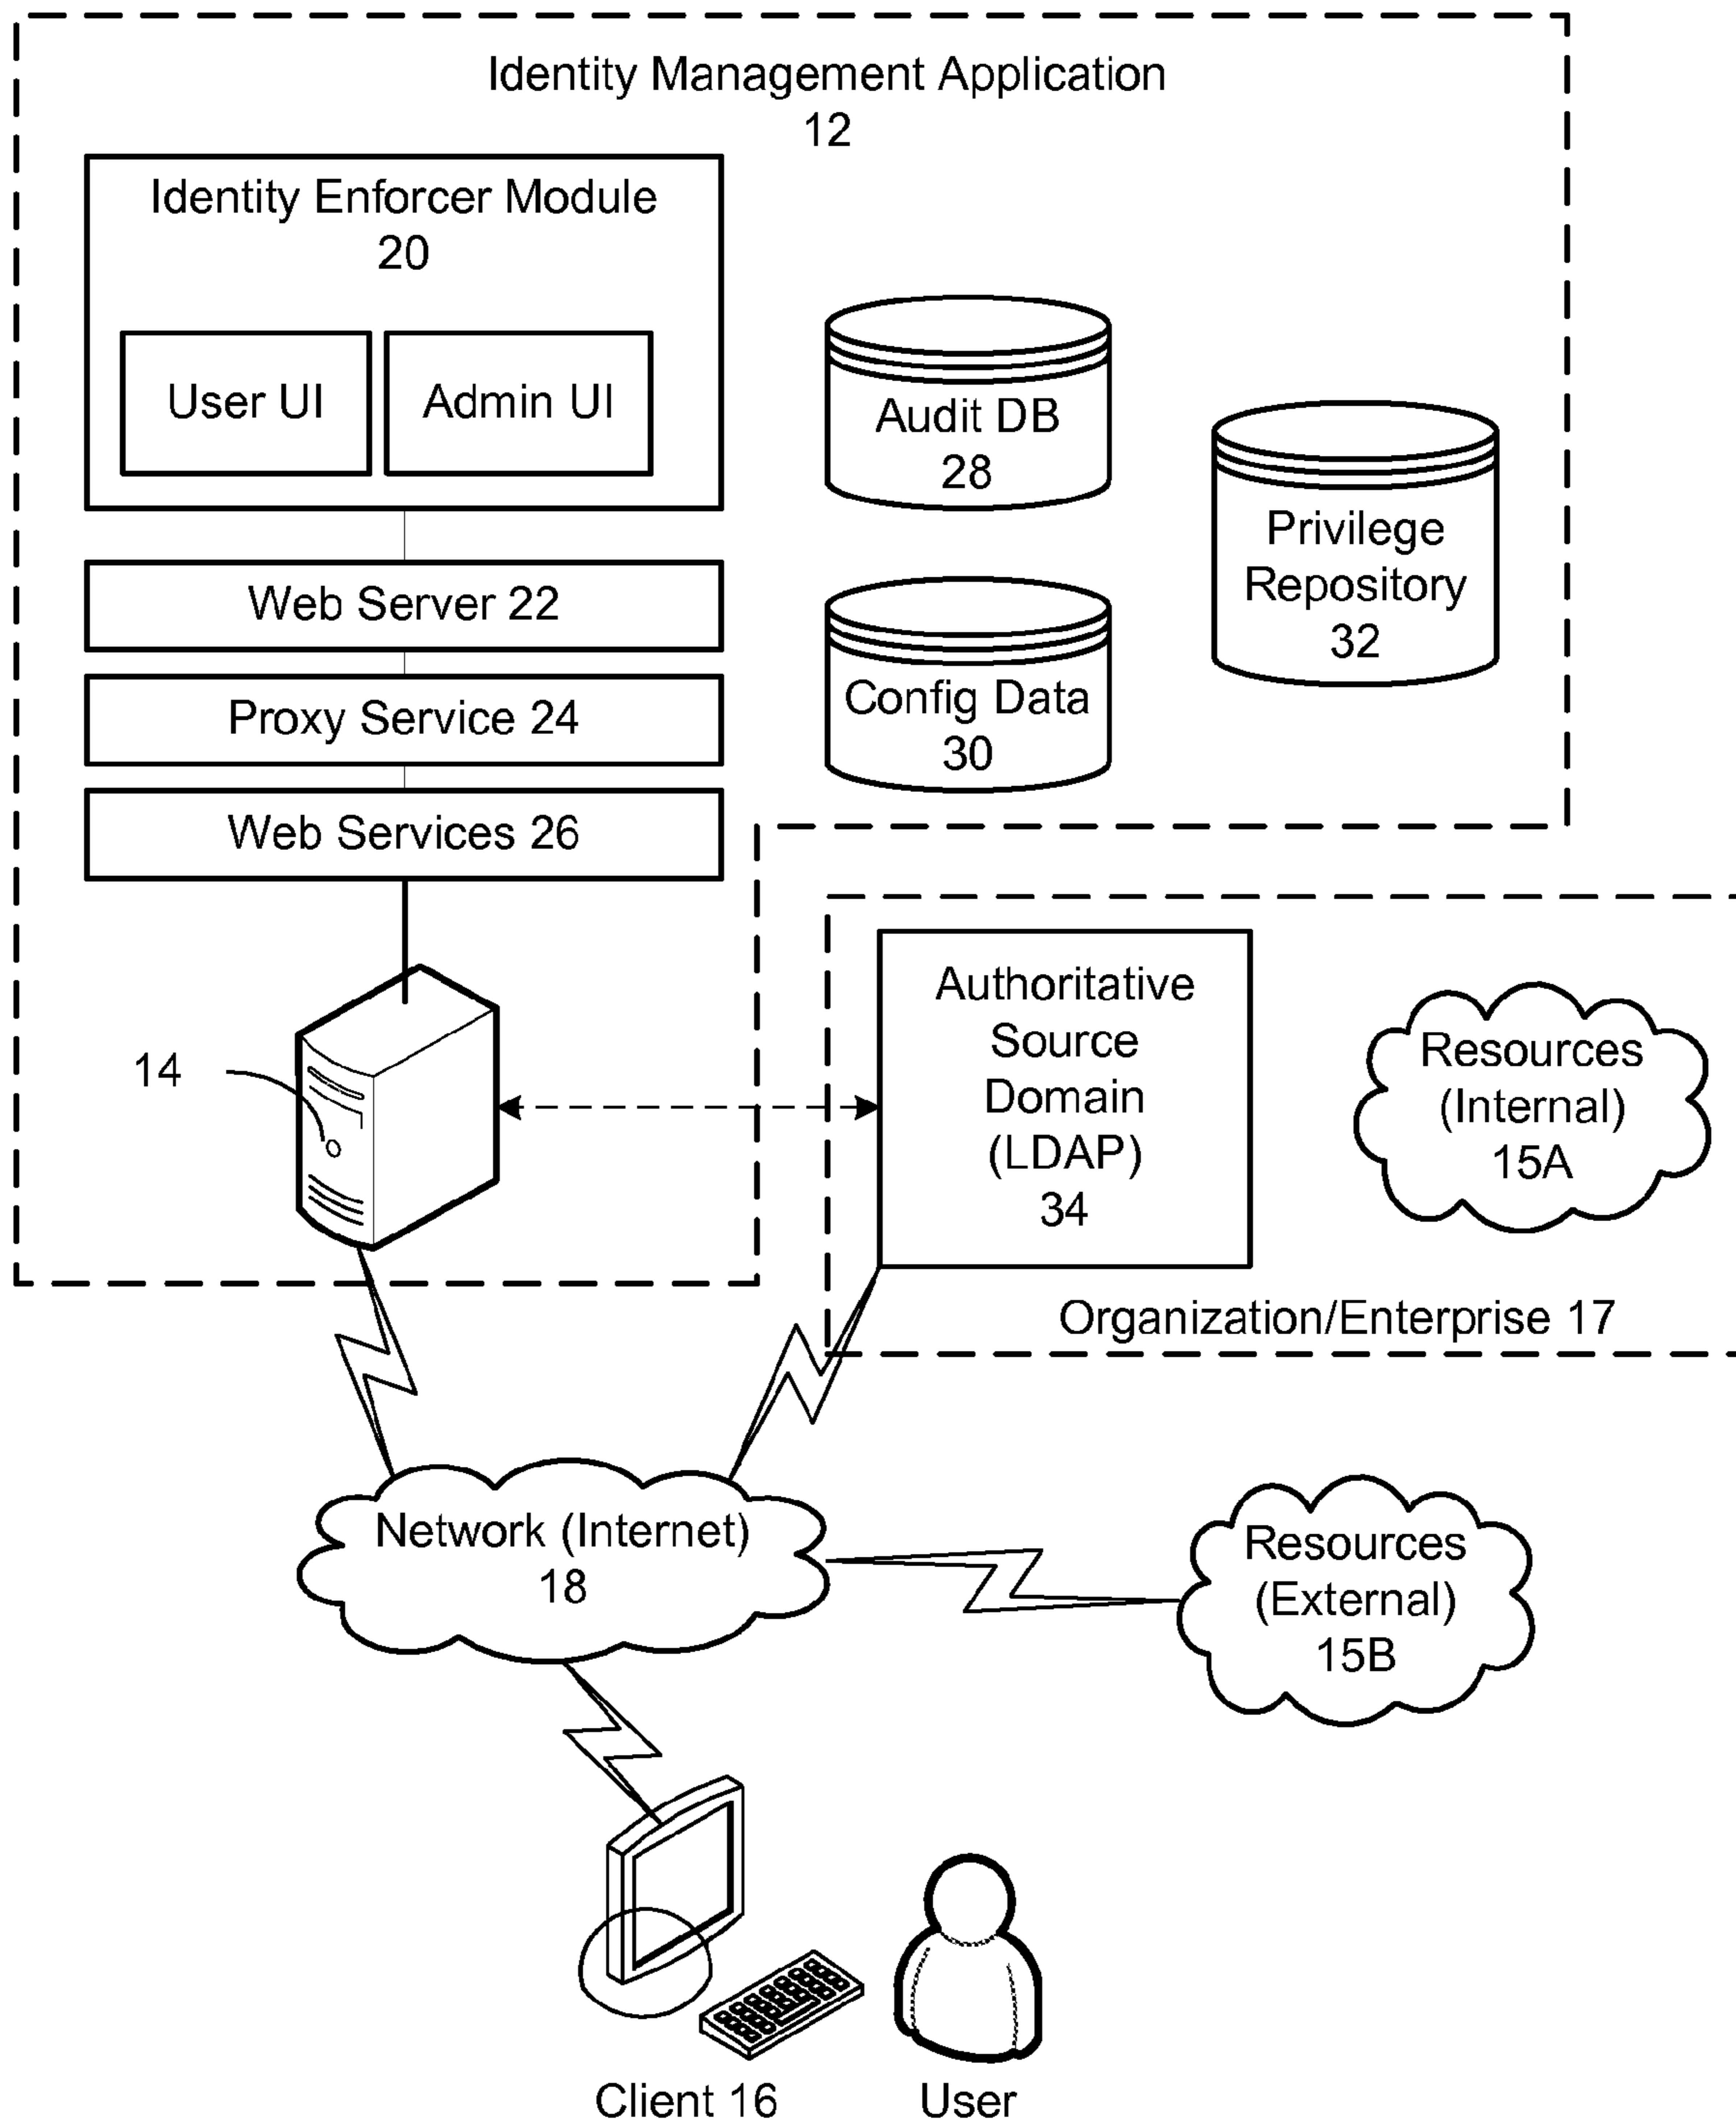 Identity Management Application
12
Identity Enforcer Module
20
User UI
Admin UI
Audit DB
28
Privilege
Repository
32
Web Server 22
Config Data
30
Proxy Service 24
Web Services 26
14
Authoritative
Source
Domain
(LDAP)
34
Resources
(Internal)
15A
Organization/Enterprise 17
Network (Internet)
18
Resources
(External)
15B
Client 16
User